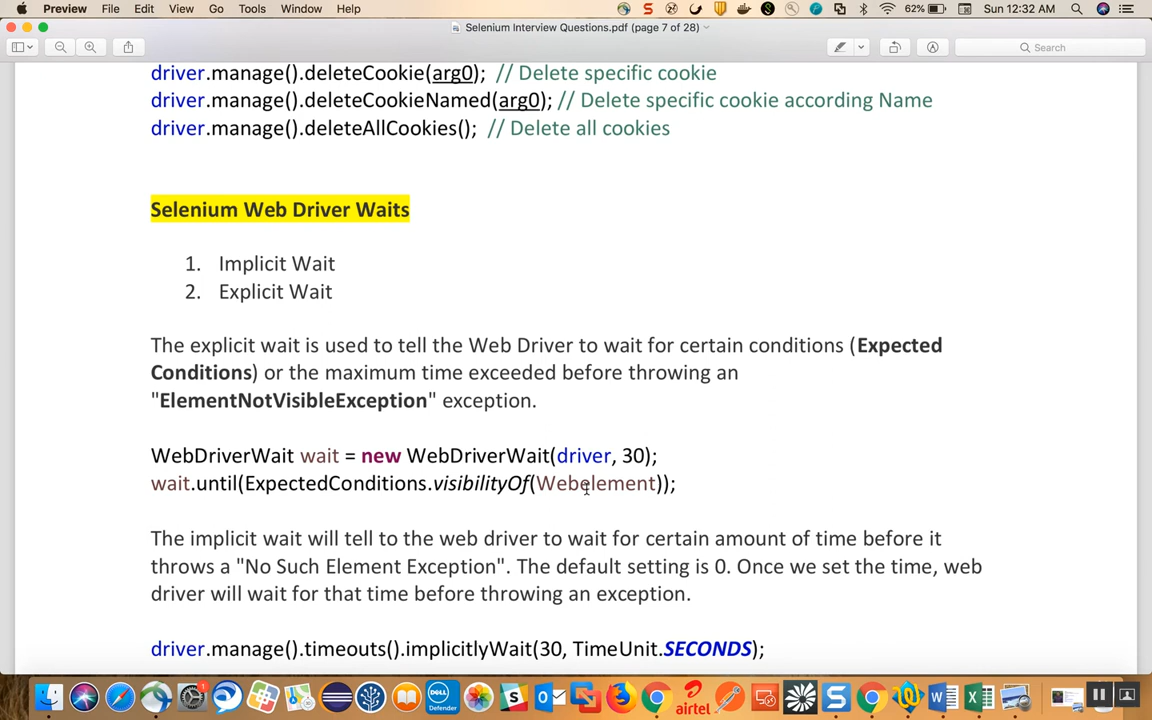 Preview File Edit View Go Tools Window Help 62% Sun 12:32 AM
Selenium Interview Questions.pdf (page 7 of 28)
Search
driver.manage().deleteCookie(arg0); // Delete specific cookie
driver.manage().deleteCookieNamed(arg0); // Delete specific cookie according Name
driver.manage().deleteAllCookies(); // Delete all cookies
Selenium Web Driver Waits
1. Implicit Wait
2. Explicit Wait
The explicit wait is used to tell the Web Driver to wait for certain conditions (Expected
Conditions) or the maximum time exceeded before throwing an
"ElementNotVisibleException" exception.
WebDriverWait wait = new WebDriverWait(driver, 30);
wait.until(ExpectedConditions.visibilityOf(Webelement));
The implicit wait will tell to the web driver to wait for certain amount of time before it
throws a "No Such Element Exception". The default setting is 0. Once we set the time, web
driver will wait for that time before throwing an exception.
driver.manage().timeouts().implicitlyWait(30, TimeUnit.SECONDS);
DELL
Defender
airtel